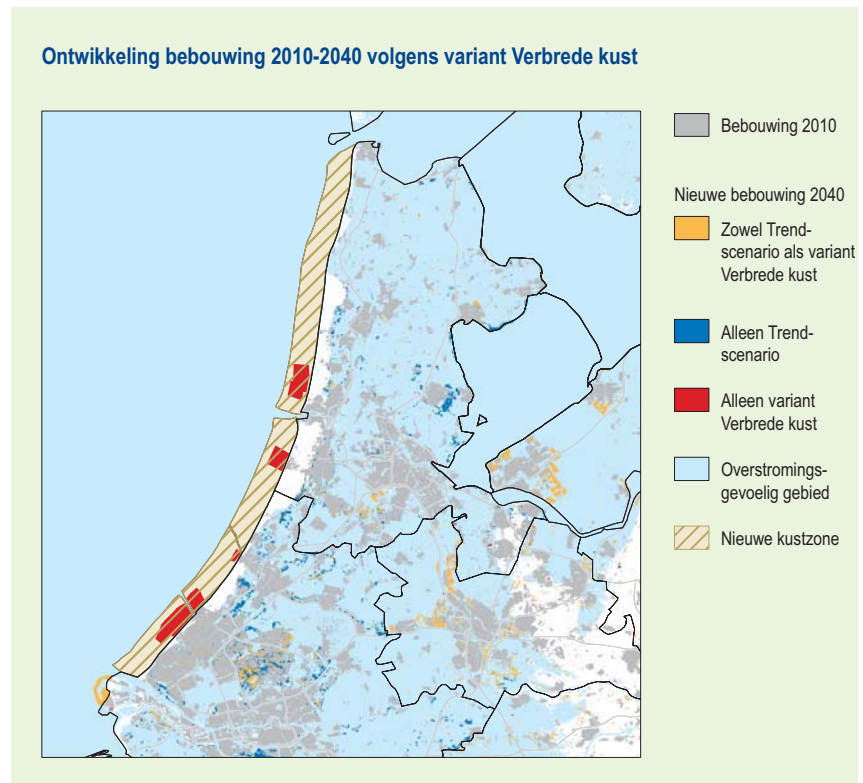 Ontwikkeling bebouwing 2010-2040 volgens variant Verbrede kust
Bebouwing 2010
Nieuwe bebouwing 2040
Zowel Trend-
scenario als variant
Verbrede kust
Alleen Trend-
scenario
Alleen variant
Verbrede kust
Overstromings-
gevoelig gebied
Nieuwe kustzone